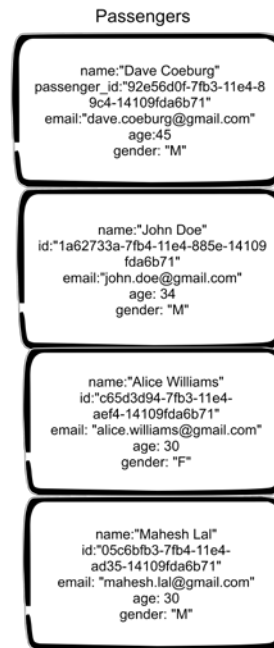 Passengers
name:"Dave Coeburg"
passenger_id:"92e56d0f-7fb3-11e4-8
9c4-14109fda6b71"
email:"dave.coeburg@gmail.com"
age:45
gender: "M"
name:"John Doe"
id:"1a62733a-7fb4-11e4-885e-14109
fda6b71"
email:"john.doe@gmail.com"
age: 34
gender: "M"
name:"Alice Williams"
id:"c65d3d94-7fb3-11e4-
aef4-14109fda6b71"
email: "alice.williams@gmail.com"
age: 30
gender: "F"
name:"Mahesh Lal"
id:"05c6bfb3-7fb4-11e4-
ad35-14109fda6b71"
email: "mahesh.lal@gmail.com"
age: 30
gender: "M"